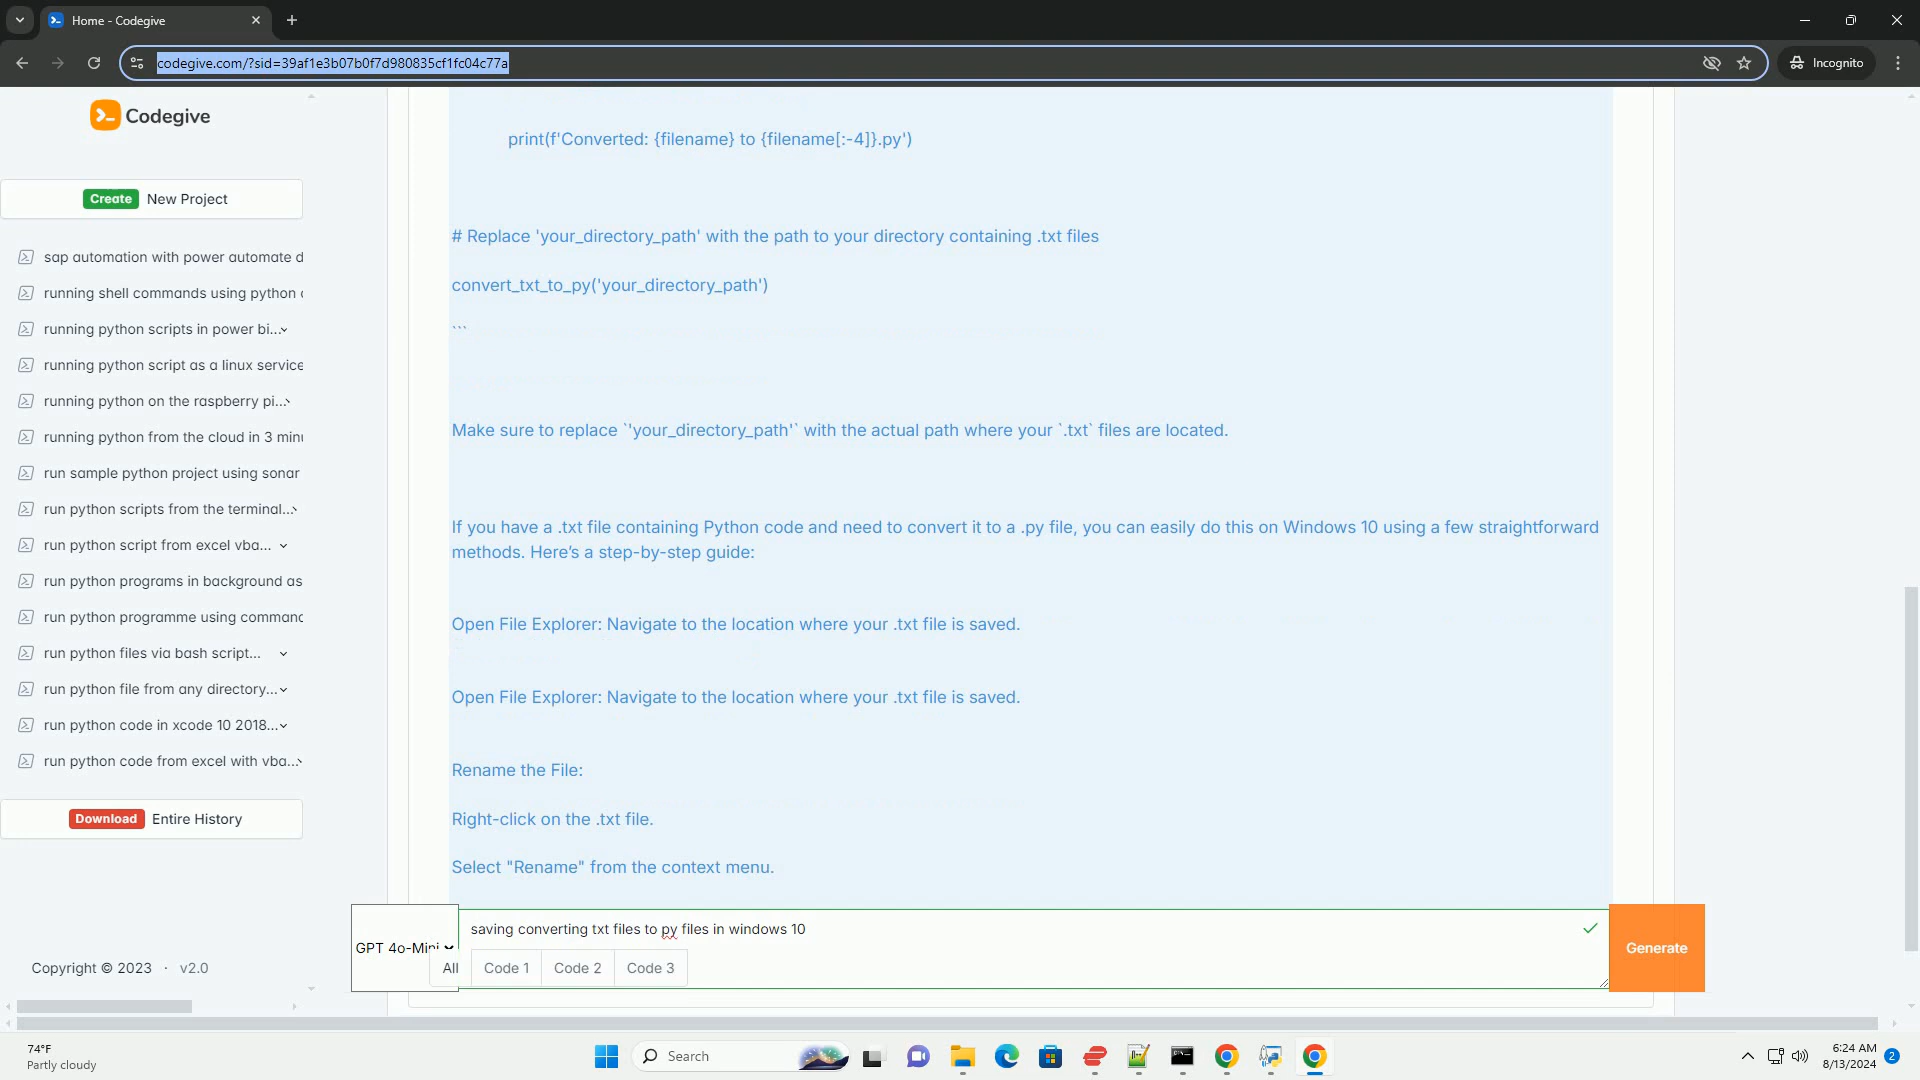 Home - Codegive
codegive.com/?sid=39af1e3b07b0f7d980835cf1fc04c77a
Incognito
Codegive
Create New Project
sap automation with power automate d
running shell commands using python
running python scripts in power bi...
running python script as a linux service
running python on the raspberry pi...
running python from the cloud in 3 min
run sample python project using sonar
run python scripts from the terminal...
run python script from excel vba...
run python programs in background as
run python programme using comman
run python files via bash script...
run python file from any directory...
run python code in xcode 10 2018...
run python code from excel with vba...
Download Entire History
Copyright © 2023 · v2.0
print(f'Converted: {filename} to {filename[:-4]}.py')
# Replace 'your_directory_path' with the path to your directory containing .txt files
convert_txt_to_py('your_directory_path')
```
Make sure to replace `'your_directory_path'` with the actual path where your `.txt` files are located.
If you have a .txt file containing Python code and need to convert it to a .py file, you can easily do this on Windows 10 using a few straightforward
methods. Here's a step-by-step guide:
Open File Explorer: Navigate to the location where your .txt file is saved.
Open File Explorer: Navigate to the location where your .txt file is saved.
Rename the File:
Right-click on the .txt file.
Select "Rename" from the context menu.
GPT 4o-Mini
saving converting txt files to py files in windows 10
All Code 1 Code 2 Code 3
Generate
74°F
Partly cloudy
Search
6:24 AM
8/13/2024
2